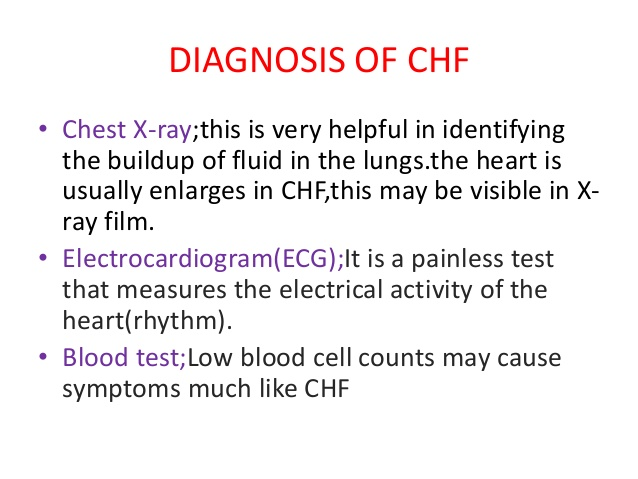 DIAGNOSIS OF CHF
• Chest X-ray;this is very helpful in identifying
the buildup of fluid in the lungs.the heart is
usually enlarges in CHF,this may be visible in X-
ray film.
• Electrocardiogram(ECG);It is a painless test
that measures the electrical activity of the
heart(rhythm).
• Blood test;Low blood cell counts may cause
symptoms much like CHF